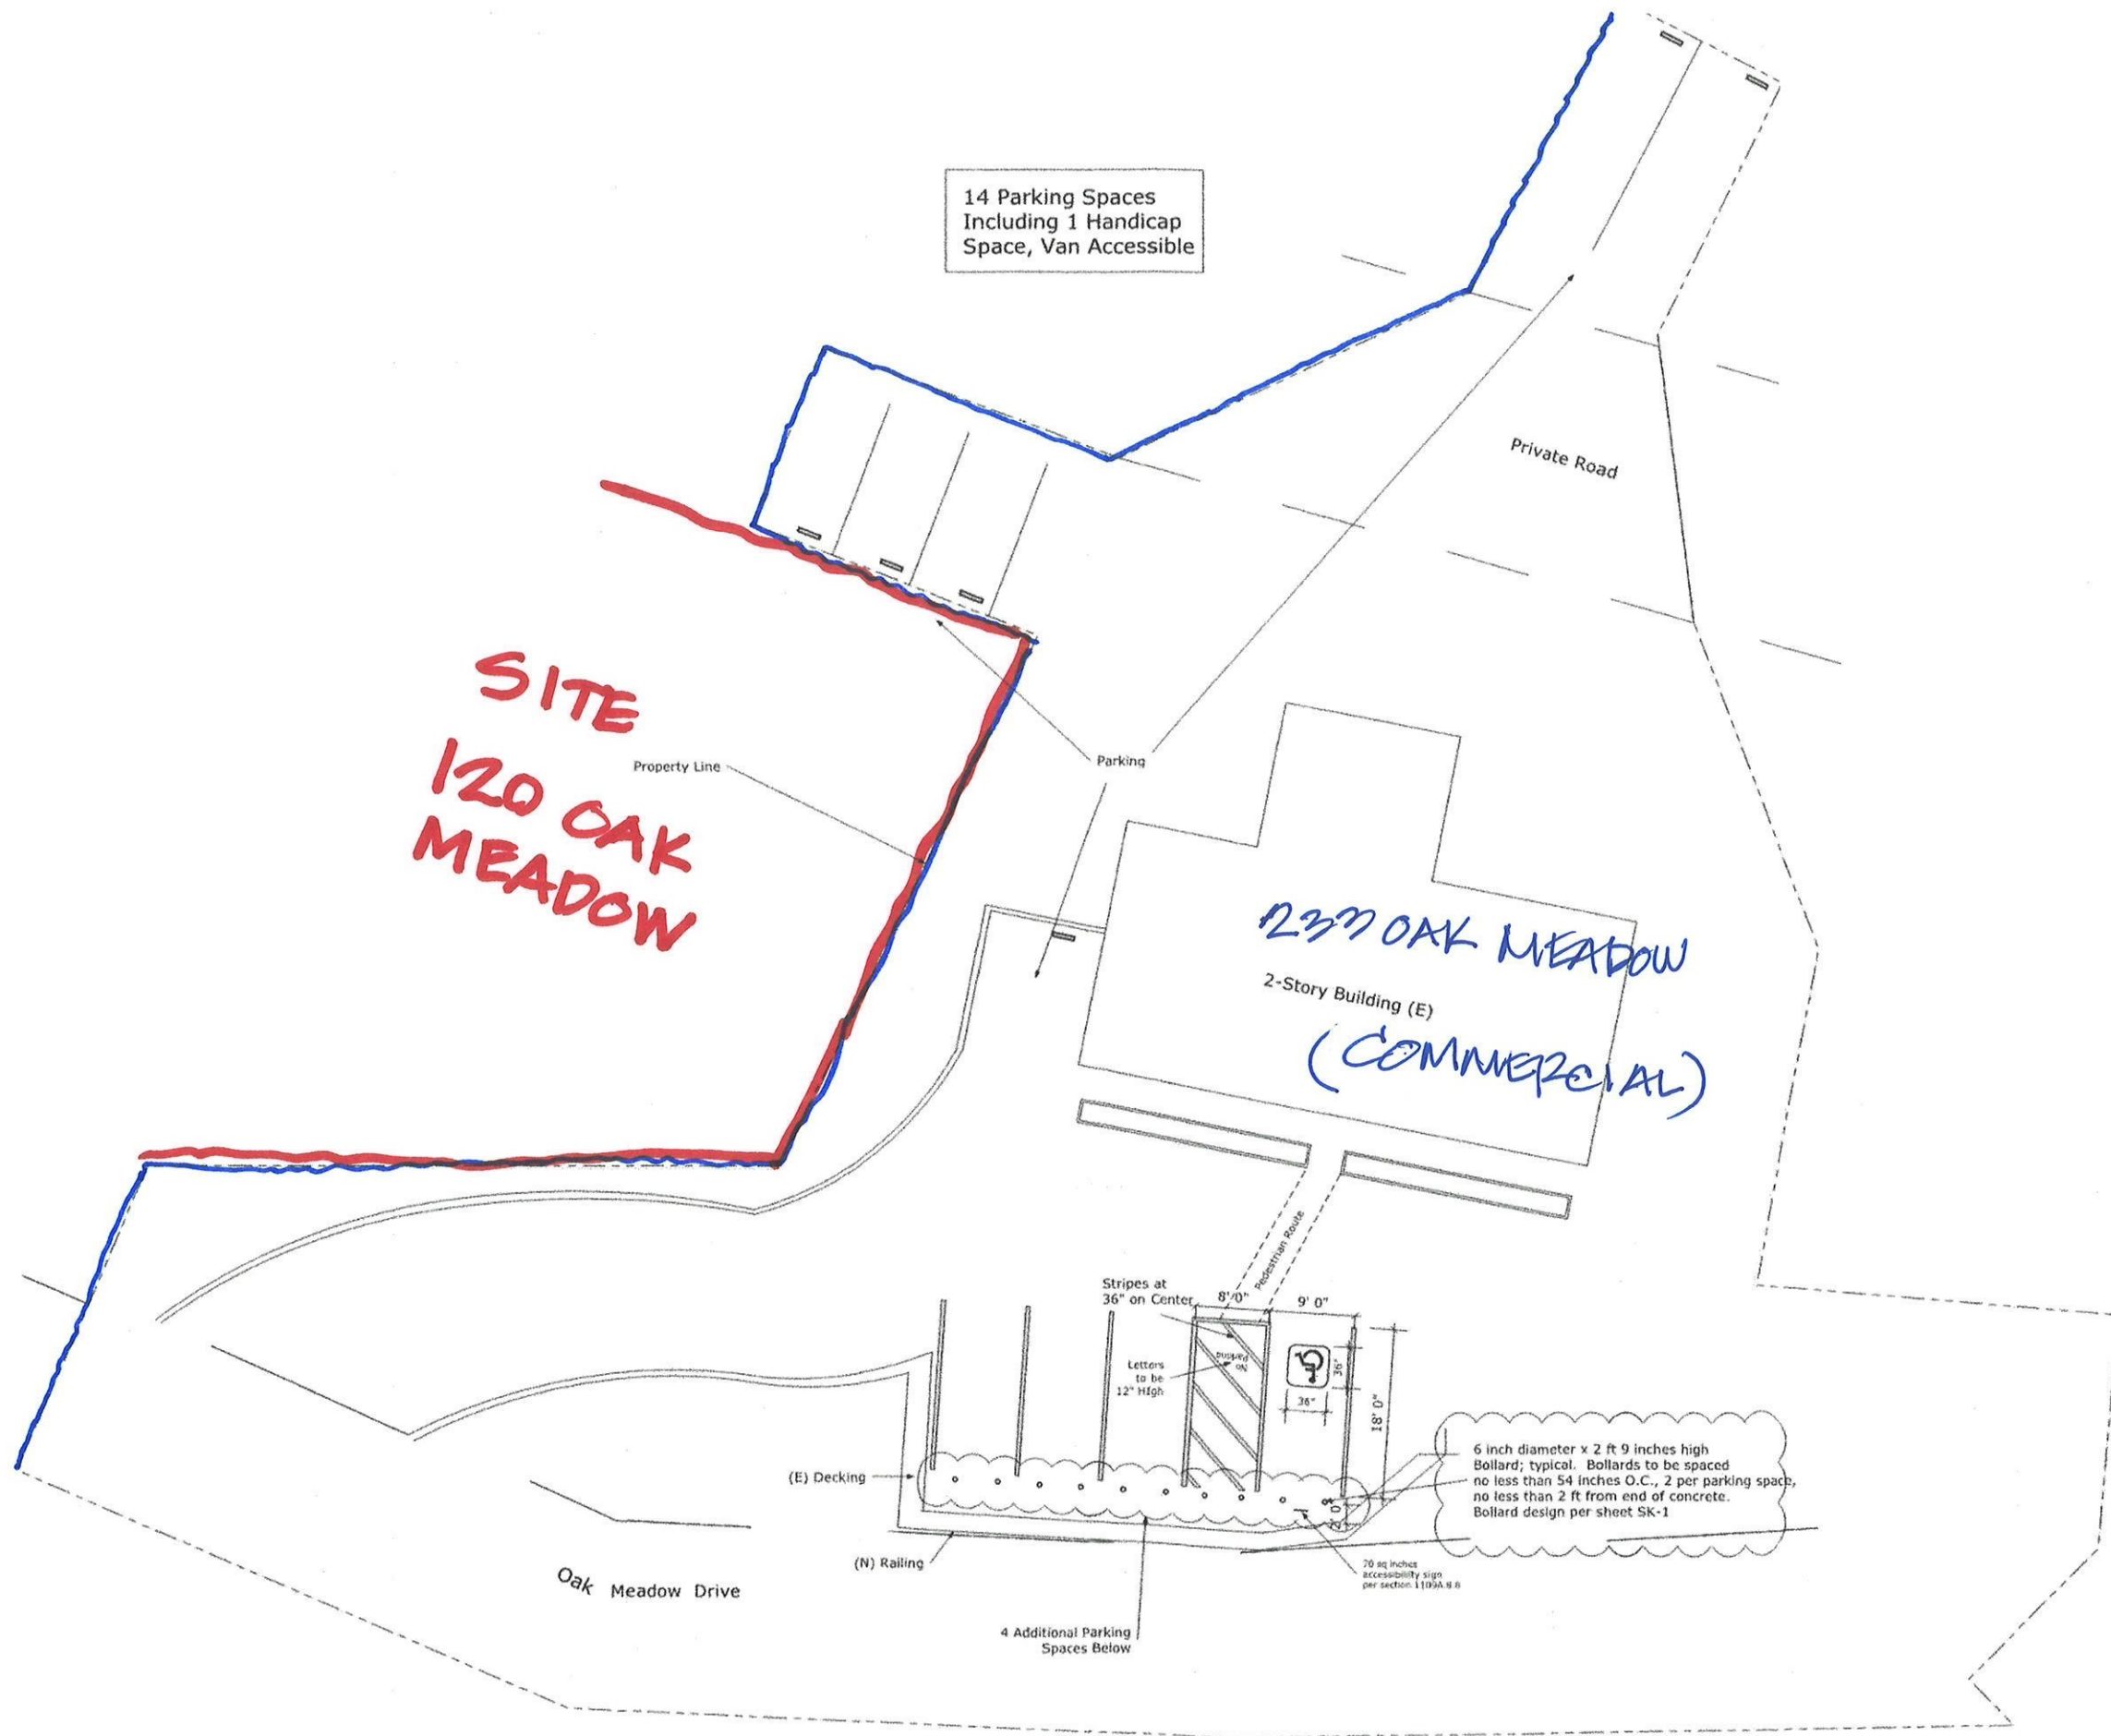 14 Parking Spaces
Including 1 Handicap
Space, Van Accessible
Private Road
SITE
120 OAK
MEADOW
Property Line
Parking
233 OAK MEADOW
2-Story Building (E)
(COMMERCIAL)
Pedestrian Route
Stripes at
36" on Center
8' 0"
9' 0"
No
Parking
Letters
to be
12" High
36"
36"
18' 0"
2' 0"
(E) Decking
6 inch diameter x 2 ft 9 inches high
Bollard; typical. Bollards to be spaced
no less than 54 inches O.C., 2 per parking space,
no less than 2 ft from end of concrete.
Bollard design per sheet SK-1
(N) Railing
70 sq inches
accessibility sign
per section 1109A.8.8
Oak Meadow Drive
4 Additional Parking
Spaces Below